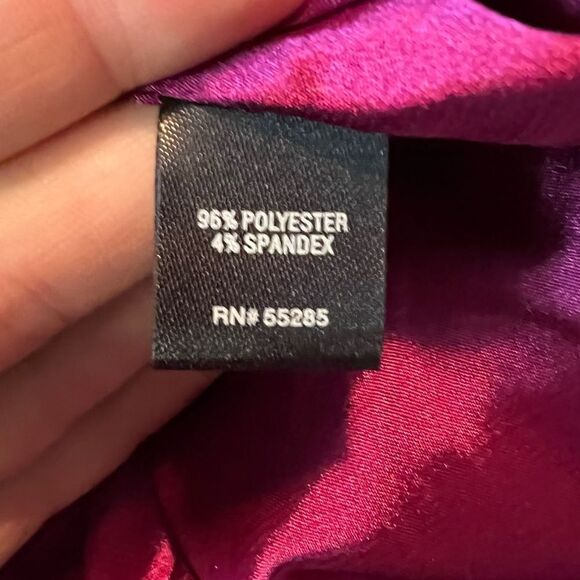 96% POLYESTER
4% SPANDEX
RN# 55285